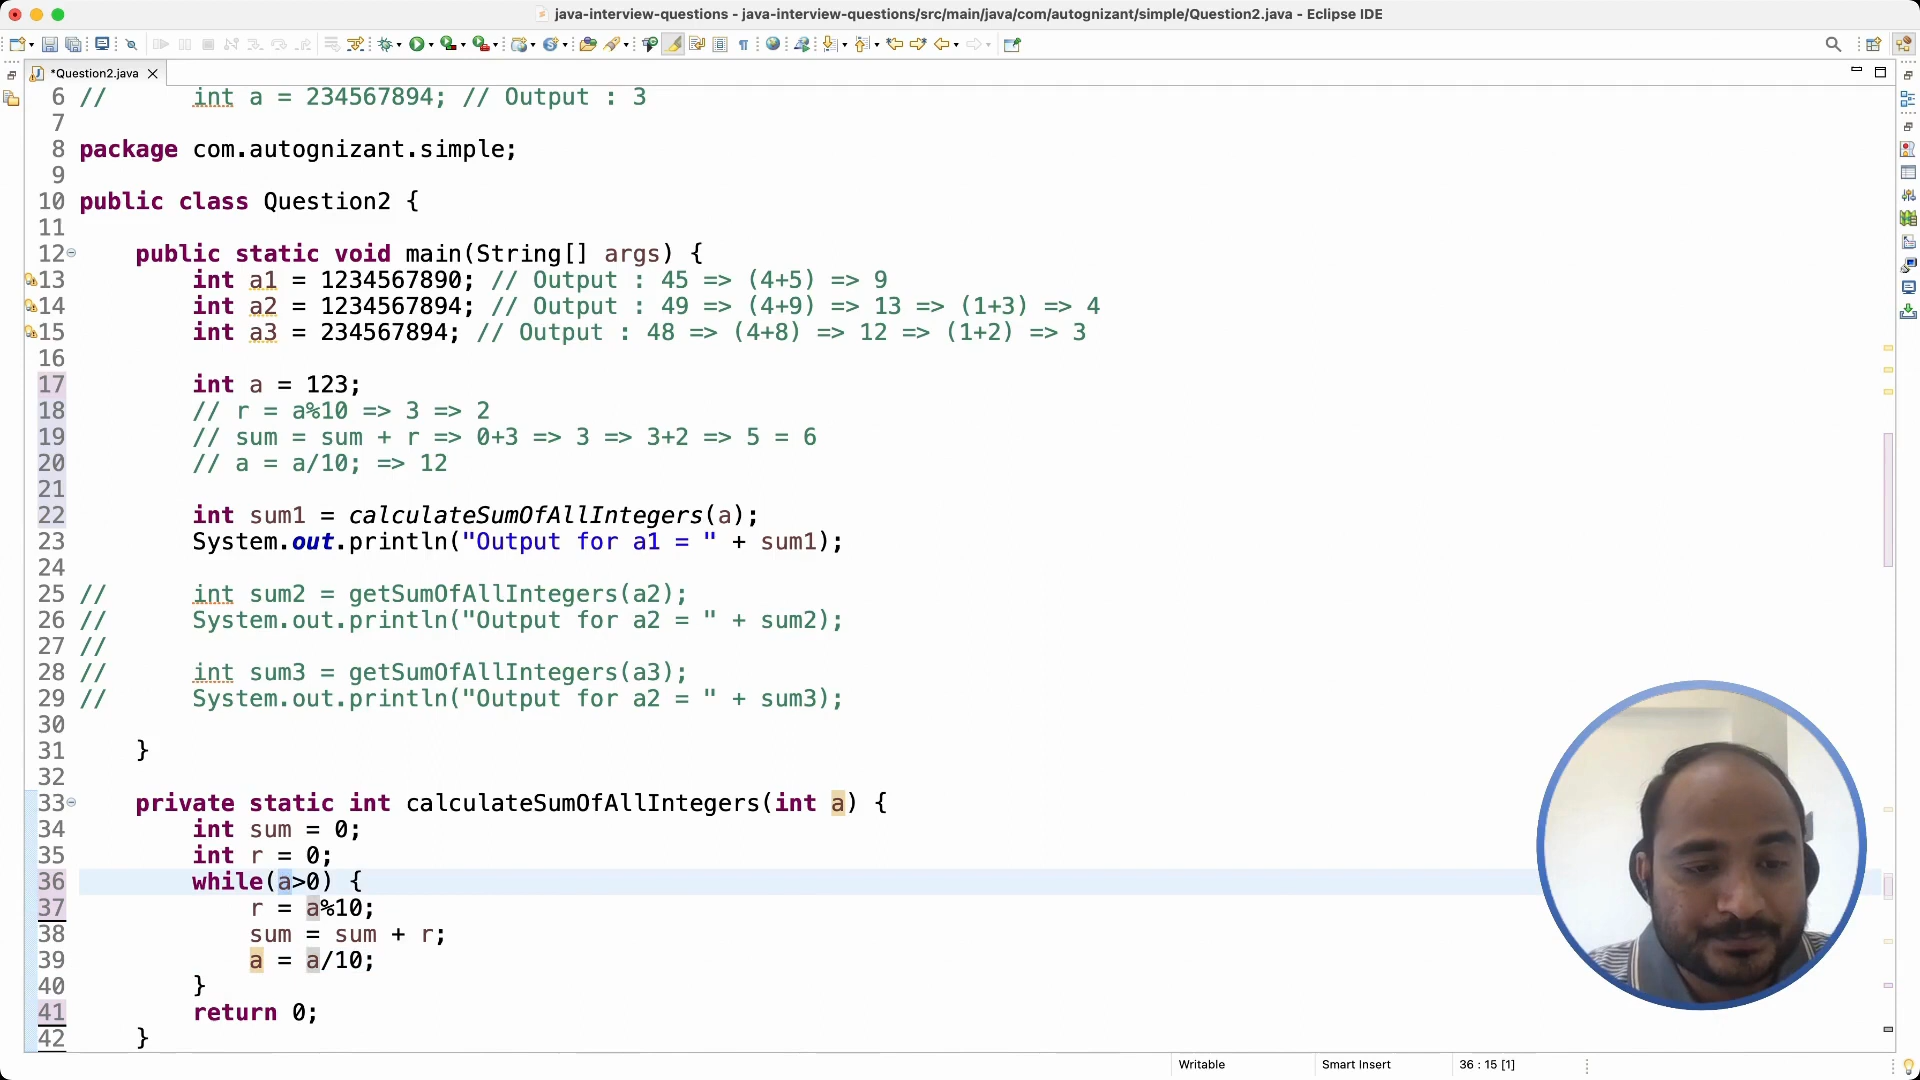 java-interview-questions - java-interview-questions/src/main/java/com/autognizant/simple/Question2.java - Eclipse IDE
*Question2.java
6 //      int a = 234567894; // Output : 3
7
8 package com.autognizant.simple;
9
10 public class Question2 {
11
12     public static void main(String[] args) {
13         int a1 = 1234567890; // Output : 45 => (4+5) => 9
14         int a2 = 1234567894; // Output : 49 => (4+9) => 13 => (1+3) => 4
15         int a3 = 234567894; // Output : 48 => (4+8) => 12 => (1+2) => 3
16
17         int a = 123;
18         // r = a%10 => 3 => 2
19         // sum = sum + r => 0+3 => 3 => 3+2 => 5 = 6
20         // a = a/10; => 12
21
22         int sum1 = calculateSumOfAllIntegers(a);
23         System.out.println("Output for a1 = " + sum1);
24
25 //      int sum2 = getSumOfAllIntegers(a2);
26 //      System.out.println("Output for a2 = " + sum2);
27 //
28 //      int sum3 = getSumOfAllIntegers(a3);
29 //      System.out.println("Output for a2 = " + sum3);
30
31     }
32
33     private static int calculateSumOfAllIntegers(int a) {
34         int sum = 0;
35         int r = 0;
36         while(a>0) {
37             r = a%10;
38             sum = sum + r;
39             a = a/10;
40         }
41         return 0;
42     }
Writable
Smart Insert
36 : 15 [1]